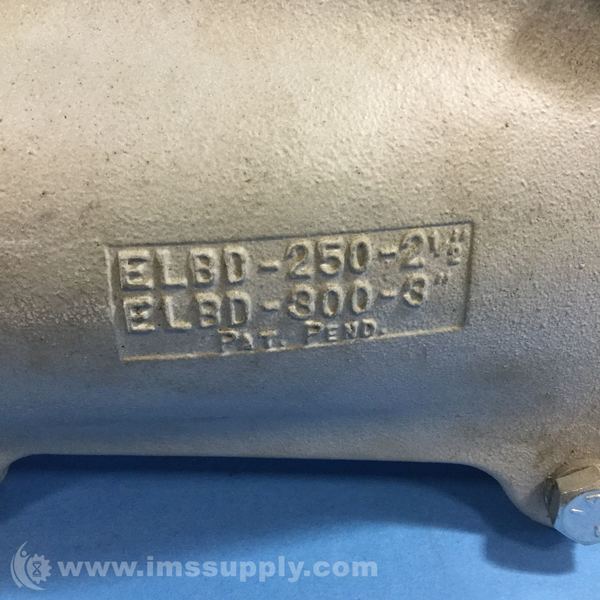 ELBD-250-2½"
ELBD-300-3"
PAT. PEND.
www.imssupply.com